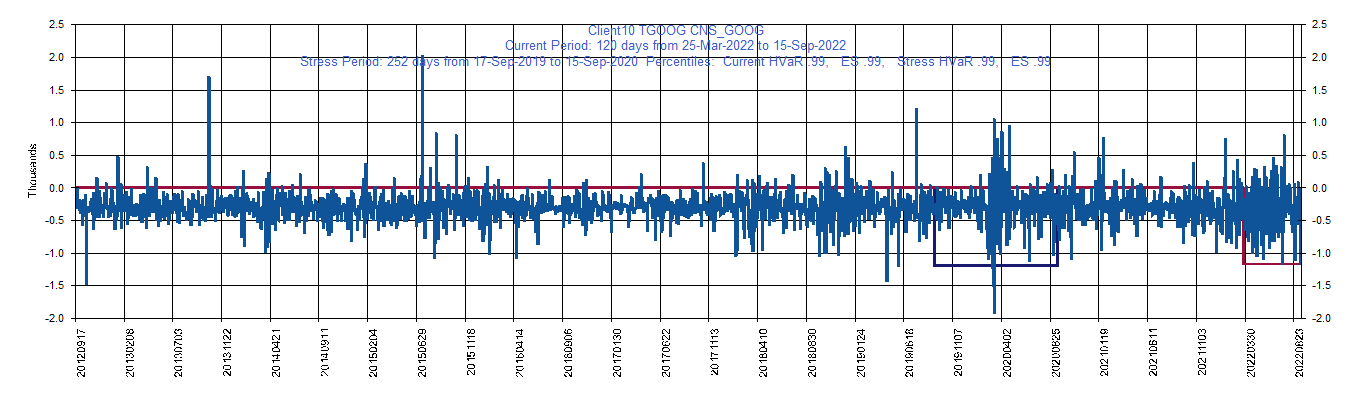 Client10 TGOOG CNS_GOOG
Current Period: 120 days from 25-Mar-2022 to 15-Sep-2022
Stress Period: 252 days from 17-Sep-2019 to 15-Sep-2020 Percentiles: Current HVaR .99, ES .99, Stress HVaR .99, ES .99
2.5 2.5
2.0 2.0
1.5 1.5
1.0 1.0
0.5 0.5
0.0 0.0
-0.5 -0.5
-1.0 -1.0
-1.5 -1.5
-2.0 -2.0
Thousands
20120917 20130208 20130703 20131122 20140421 20140911 20150204 20150629 20151118 20160414 20160906 20170130 20170622 20171113 20180410 20180830 20190124 20190618 20191107 20200402 20200825 20210119 20210611 20211103 20220330 20220823